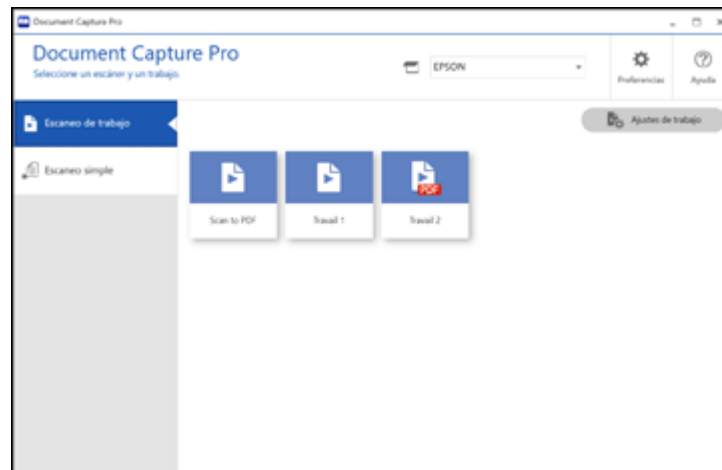 Document Capture Pro
Document Capture Pro
Seleccione un escáner y un trabajo.
EPSON
Preferencias
Ayuda
Escaneo de trabajo
Ajustes de trabajo
Escaneo simple
PDF
Scan to PDF
Travail 1
Travail 2